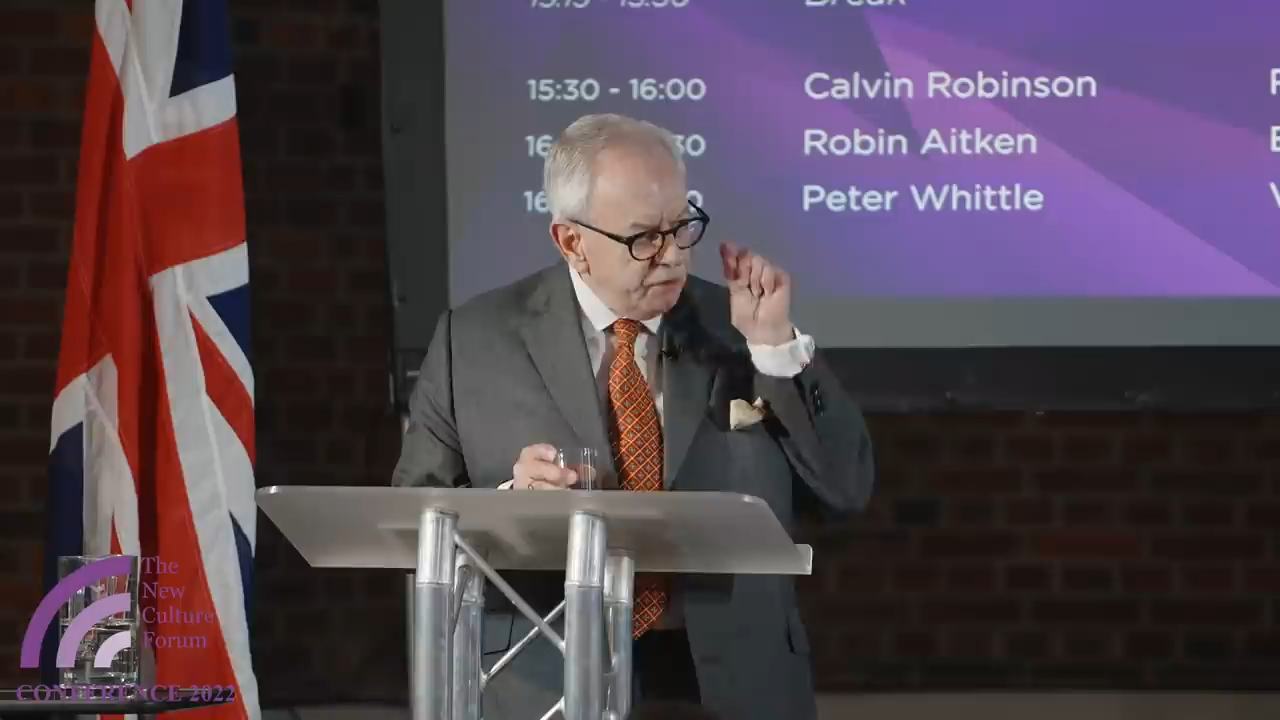 15:30 - 16:00 Calvin Robinson
Robin Aitken
Peter Whittle
The
New
Culture
Forum
CONFERENCE 2022